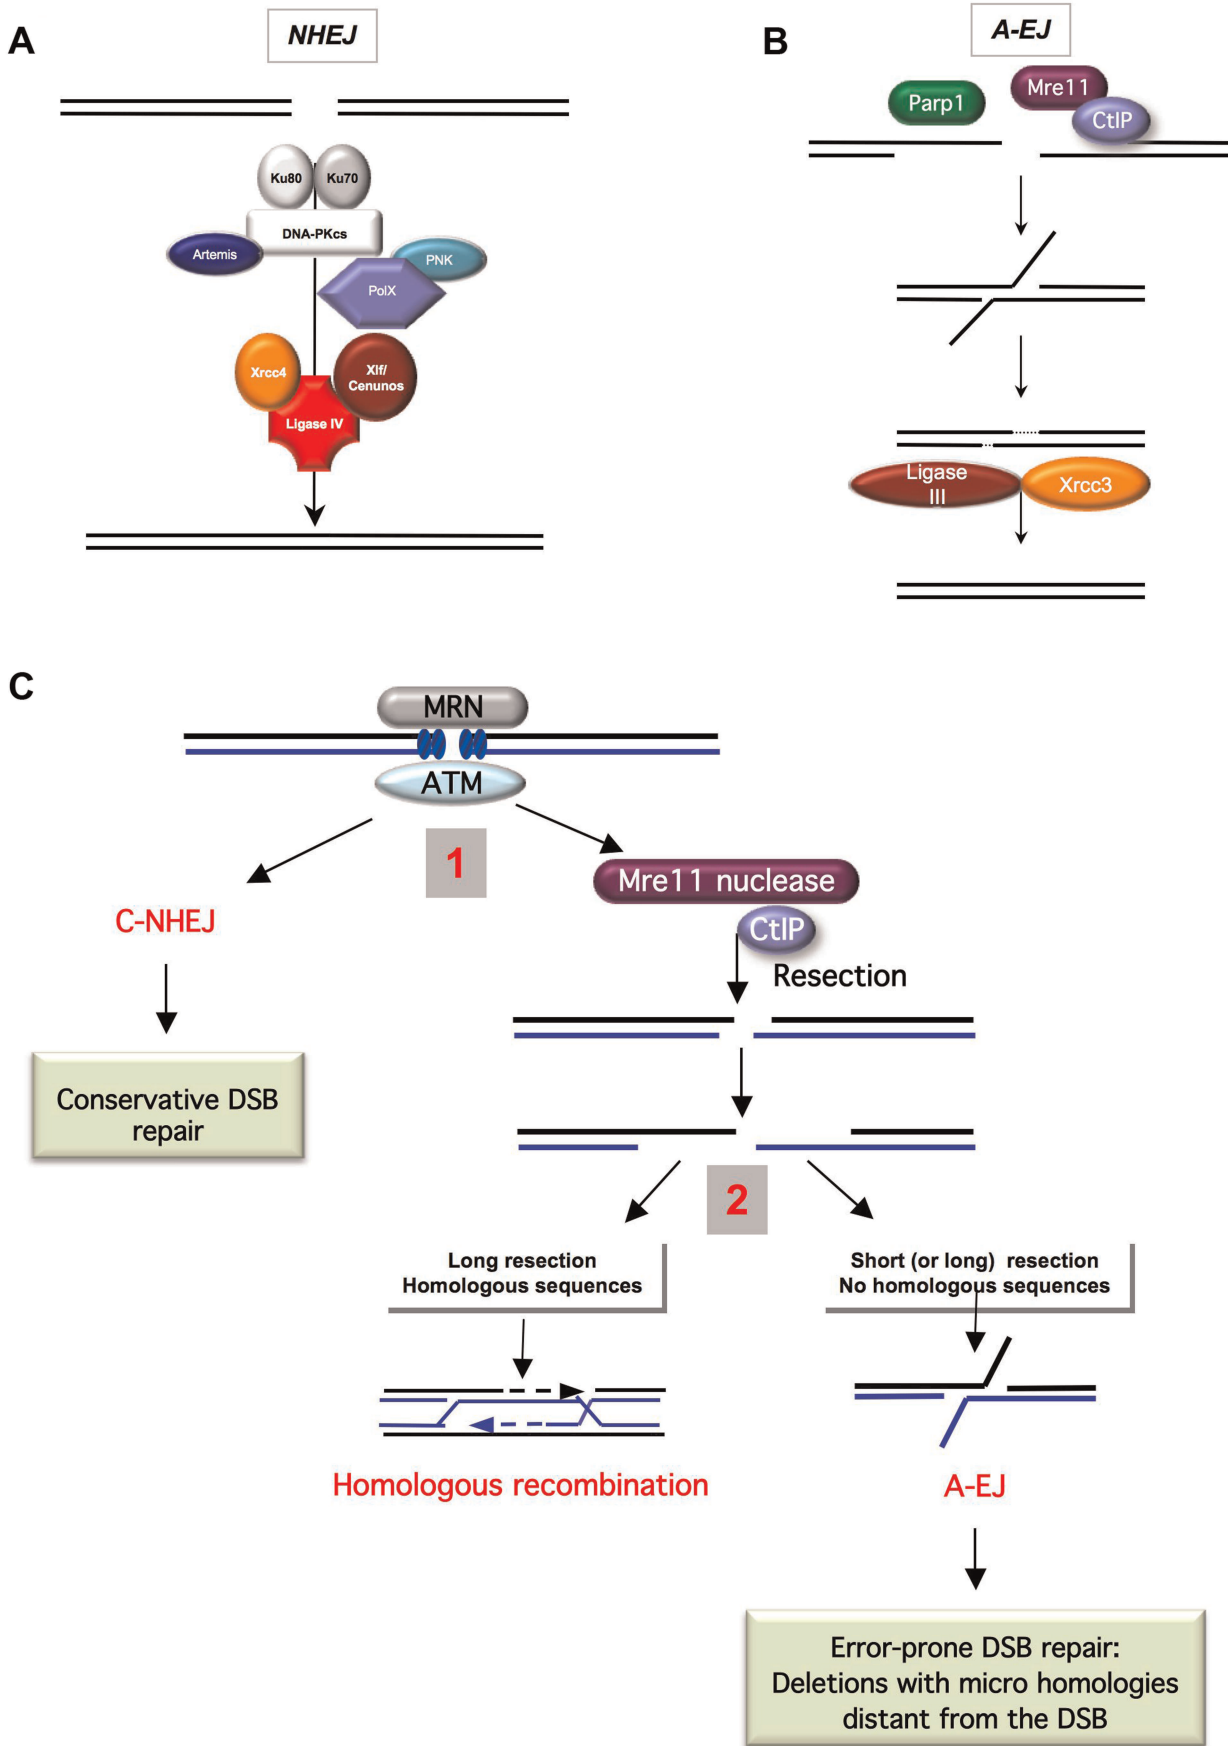 A
NHEJ
Ku80
Ku70
DNA-PKcs
Artemis
PNK
PolX
Xrcc4
Xlf/
Cenunos
Ligase IV
B
A-EJ
Parp1
Mre11
CtIP
Ligase
III
Xrcc3
C
MRN
ATM
1
C-NHEJ
Conservative DSB
repair
Mre11 nuclease
CtIP
Resection
2
Long resection
Homologous sequences
Homologous recombination
Short (or long) resection
No homologous sequences
A-EJ
Error-prone DSB repair:
Deletions with micro homologies
distant from the DSB